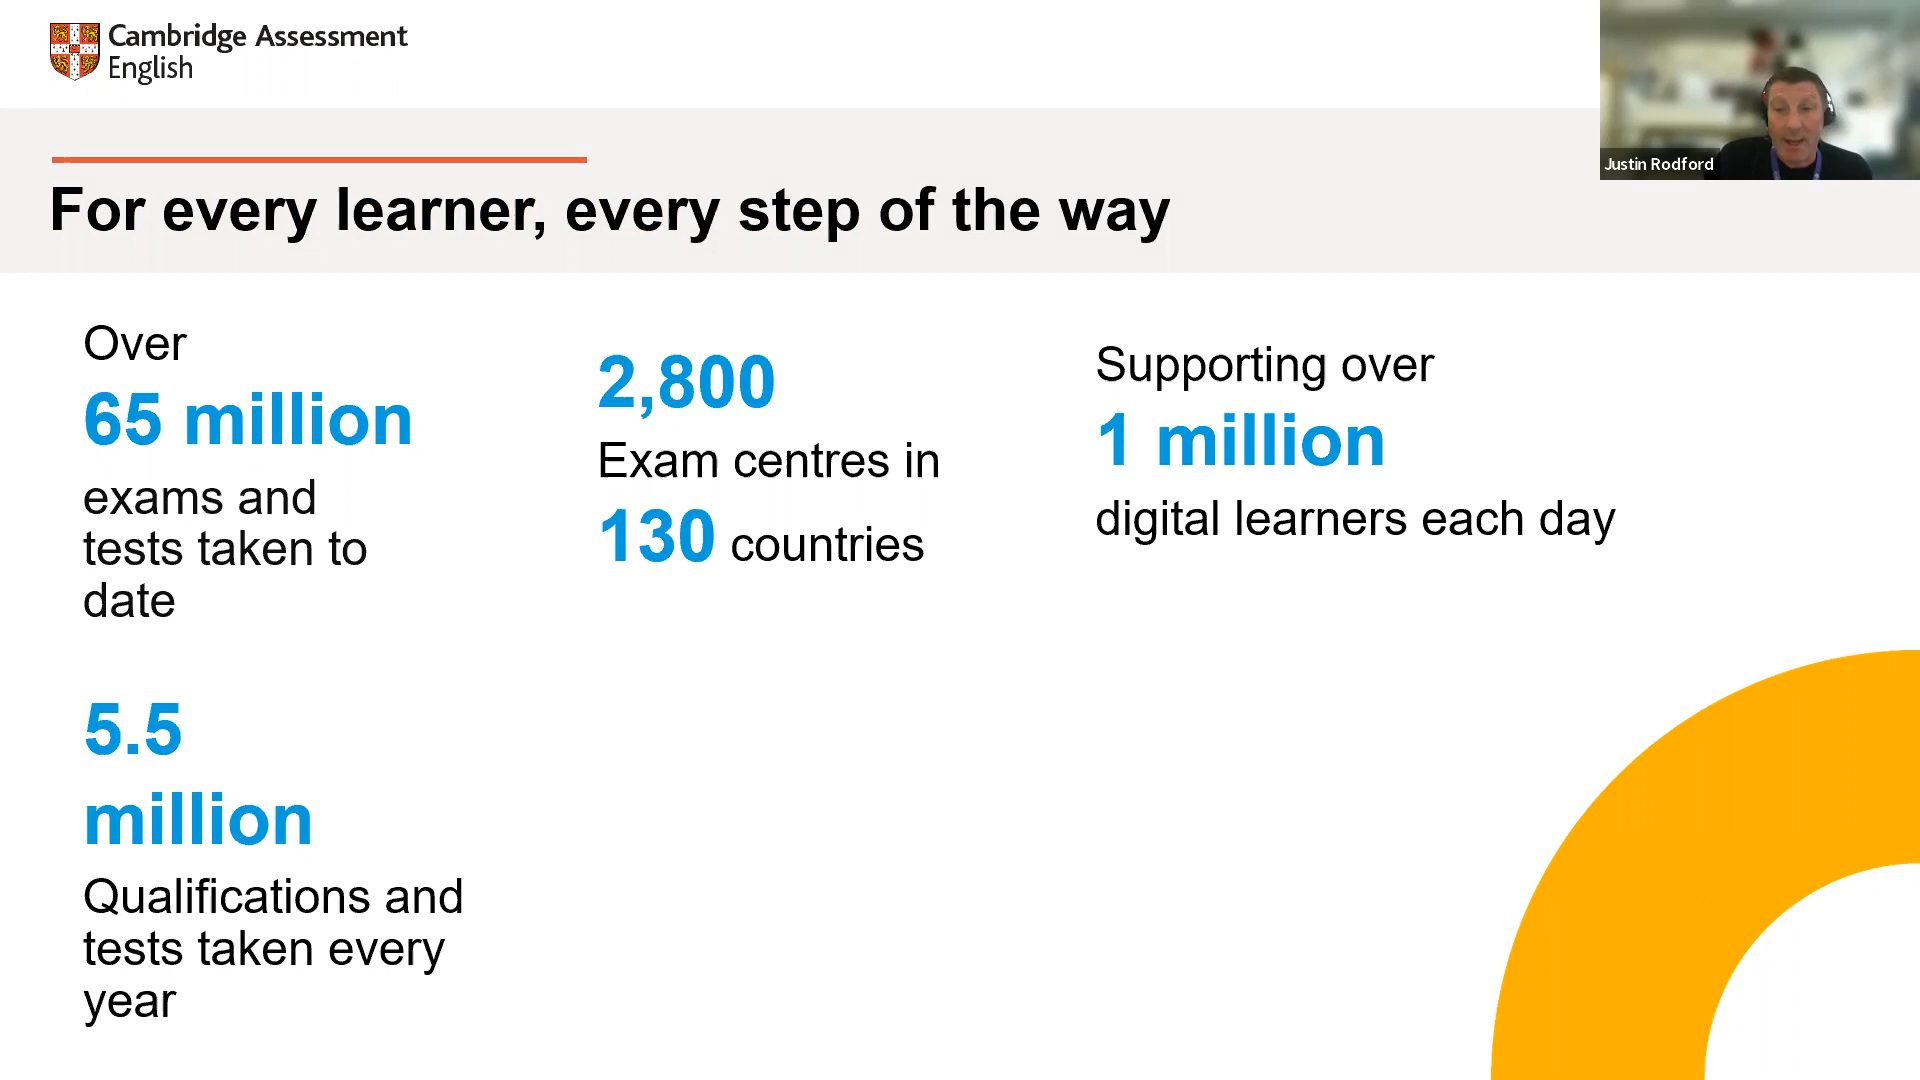 Cambridge Assessment
English
Justin Rodford
For every learner, every step of the way
Over
65 million
exams and
tests taken to
date
2,800
Exam centres in
130 countries
Supporting over
1 million
digital learners each day
5.5
million
Qualifications and
tests taken every
year